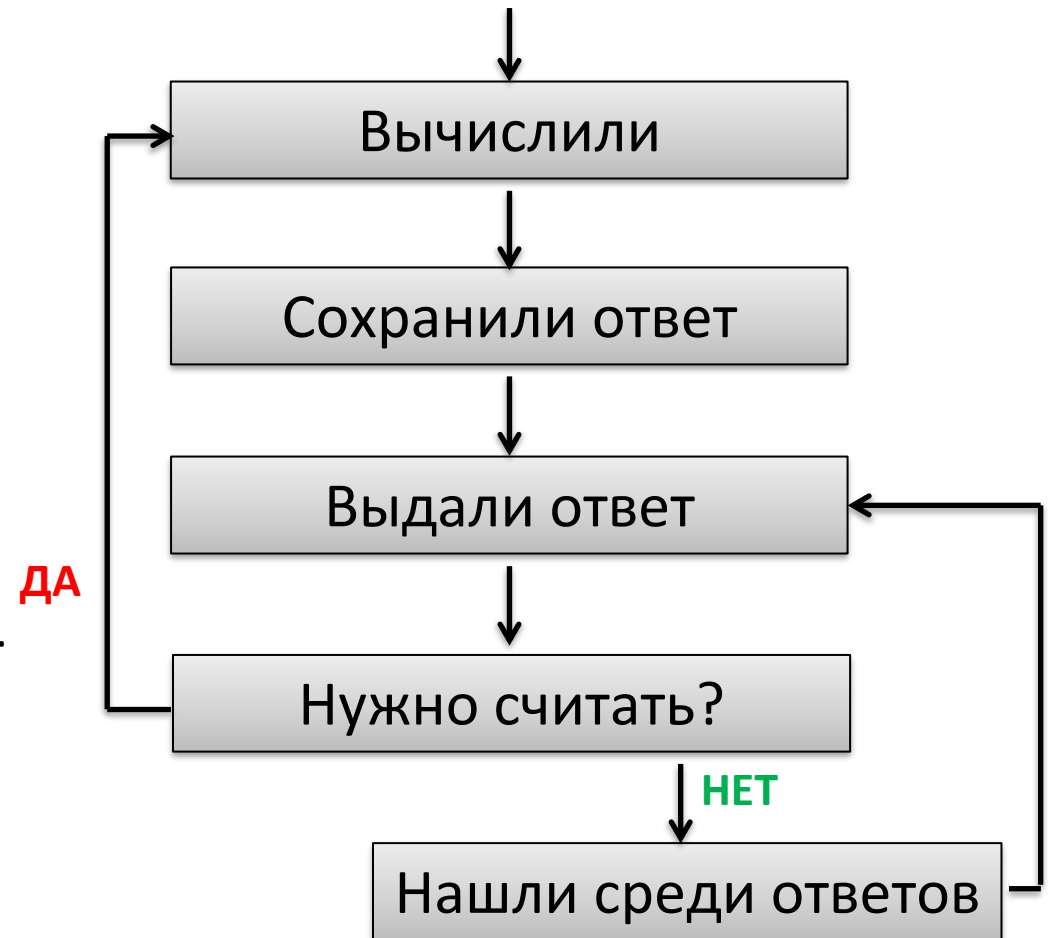 Вычислили
Сохранили ответ
Выдали ответ
ДА
Нужно считать?
НЕТ
Нашли среди ответов